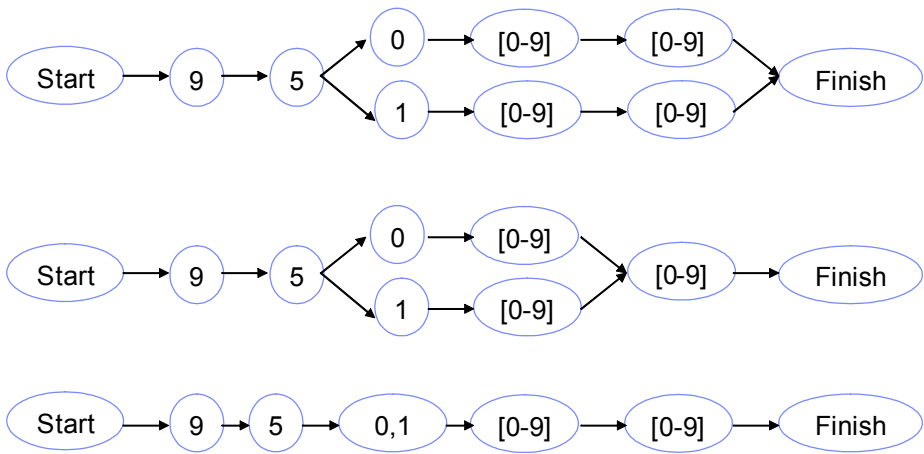 0 [0-9] [0-9]
Start 9 5 Finish
1 [0-9] [0-9]
0 [0-9]
Start 9 5 [0-9] Finish
1 [0-9]
Start 9 5 0,1 [0-9] [0-9] Finish